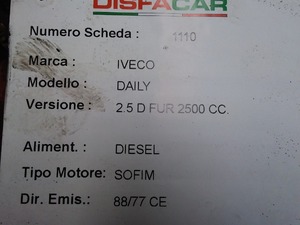 DISFACAR
Numero Scheda : 1110
Marca : IVECO
Modello : DAILY
Versione : 2.5 D FUR 2500 CC.
Aliment. : DIESEL
Tipo Motore: SOFIM
Dir. Emis.: 88/77 CE